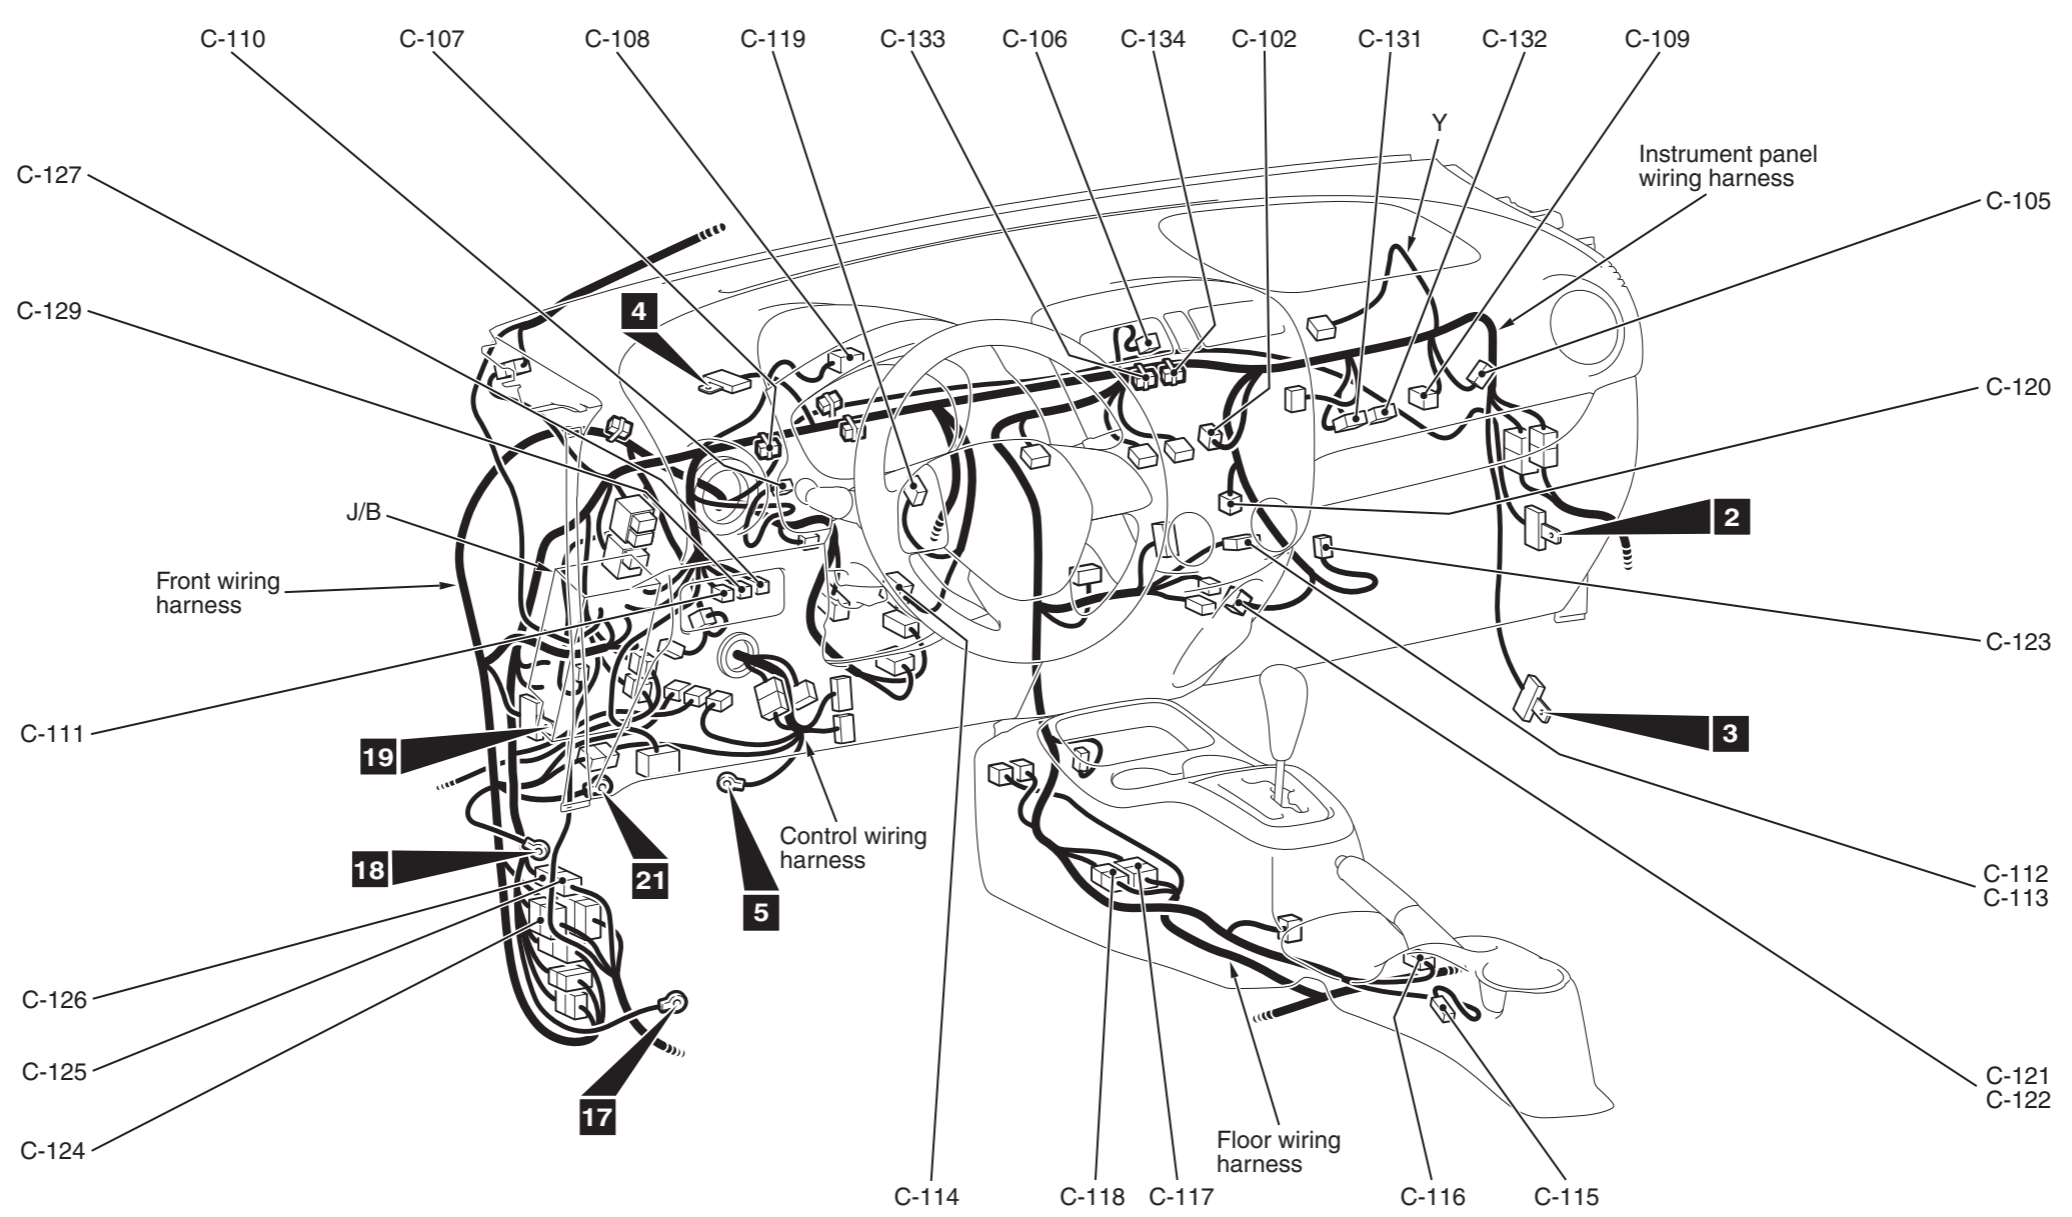 C-110
C-107
C-108
C-119
C-133
C-106
C-134
C-102
C-131
C-132
C-109
Y
Instrument panel
wiring harness
C-127
C-105
C-129
4
C-120
J/B
2
Front wiring
harness
C-123
C-111
19
3
Control wiring
harness
18
21
5
C-112
C-113
C-126
C-125
C-121
C-122
17
C-124
Floor wiring
harness
C-114
C-118
C-117
C-116
C-115